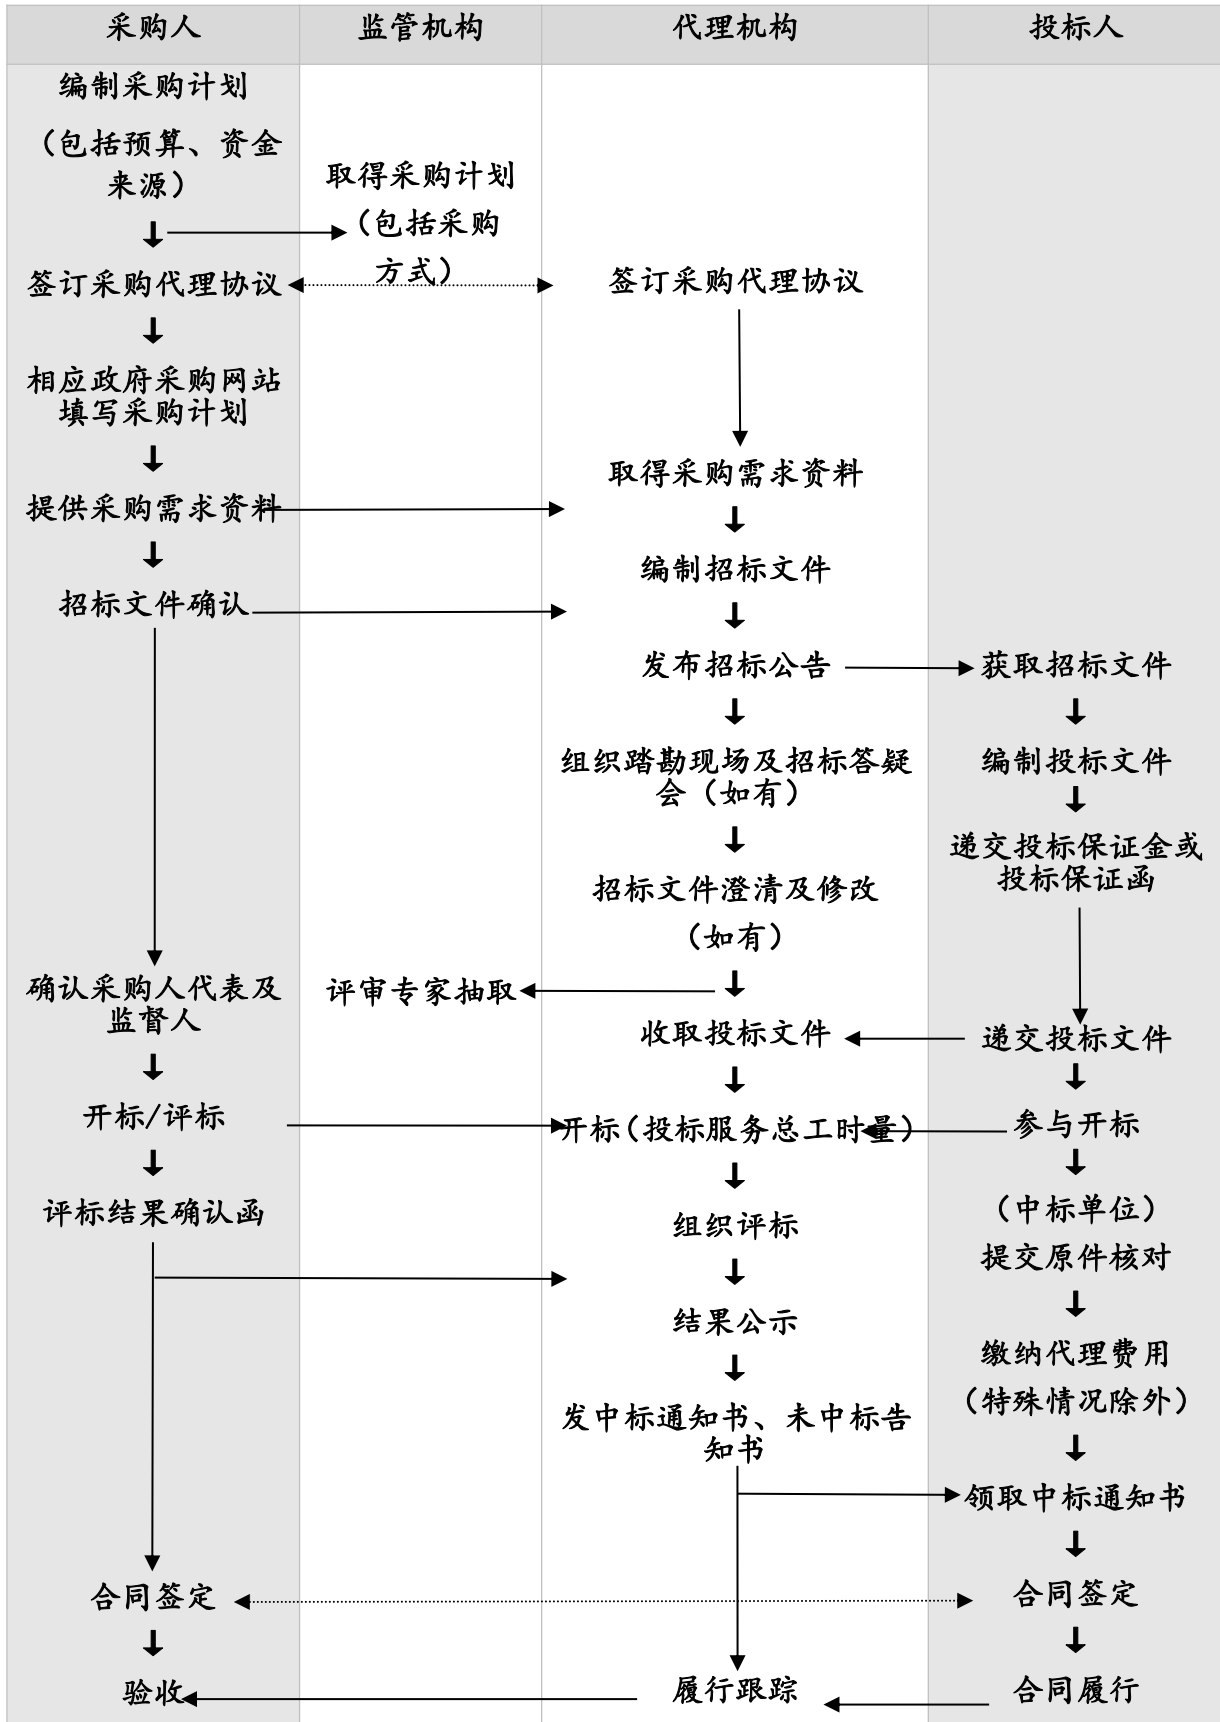 采购人
监管机构
代理机构
投标人
编制采购计划
（包括预算、资金
来源）
签订采购代理协议
相应政府采购网站
填写采购计划
提供采购需求资料
招标文件确认
确认采购人代表及
监督人
开标/评标
评标结果确认函
合同签定
验收
取得采购计划
（包括采购
方式）
评审专家抽取
签订采购代理协议
取得采购需求资料
编制招标文件
发布招标公告
组织踏勘现场及招标答疑
会（如有）
招标文件澄清及修改
（如有）
收取投标文件
开标（投标服务总工时量）
组织评标
结果公示
发中标通知书、未中标告
知书
履行跟踪
获取招标文件
编制投标文件
递交投标保证金或
投标保证函
递交投标文件
参与开标
（中标单位）
提交原件核对
缴纳代理费用
（特殊情况除外）
领取中标通知书
合同签定
合同履行